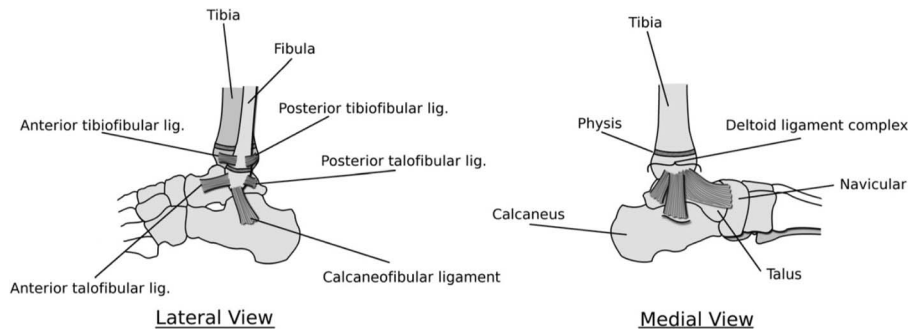 Tibia
Fibula
Anterior tibiofibular lig.
Posterior tibiofibular lig.
Posterior talofibular lig.
Anterior talofibular lig.
Calcaneofibular ligament
Lateral View
Tibia
Physis
Deltoid ligament complex
Navicular
Calcaneus
Talus
Medial View